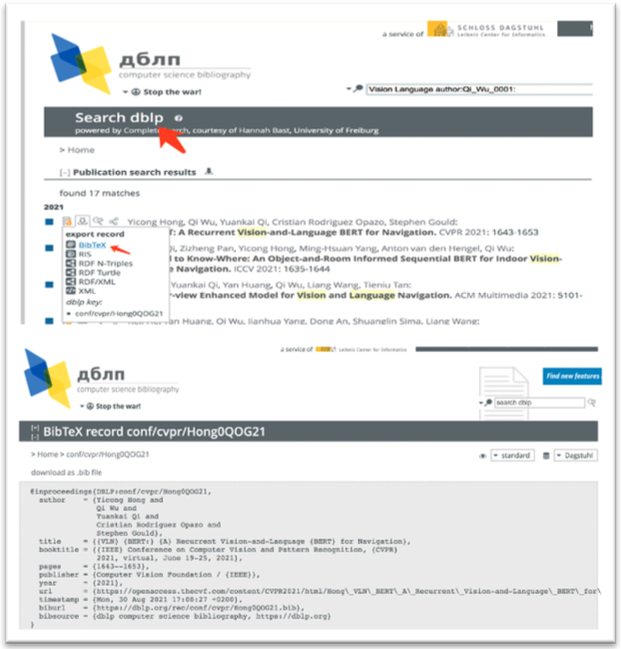 a service of SCHLOSS DAGSTUHL
Leibniz Center for Informatics
дблп
computer science bibliography
Stop the war!
Vision Language author:Qi_Wu_0001:
Search dblp
powered by CompleteSearch, courtesy of Hannah Bast, University of Freiburg
> Home
[-] Publication search results
found 17 matches
2021
Yicong Hong, Qi Wu, Yuankai Qi, Cristian Rodriguez Opazo, Stephen Gould:
export record
T: A Recurrent Vision-and-Language BERT for Navigation. CVPR 2021: 1643-1653
BibTeX
RIS
Qi, Zizheng Pan, Yicong Hong, Ming-Hsuan Yang, Anton van den Hengel, Qi Wu:
RDF N-Triples
d to Know-Where: An Object-and-Room Informed Sequential BERT for Indoor Vision-
RDF Turtle
e Navigation. ICCV 2021: 1635-1644
RDF/XML
XML
Yuankai Qi, Yan Huang, Qi Wu, Liang Wang, Tieniu Tan:
dblp key:
-view Enhanced Model for Vision and Language Navigation. ACM Multimedia 2021: 5101-
conf/cvpr/Hong0QOG21
Yan Huang, Qi Wu, Jianhua Yang, Dong An, Shuanglin Sima, Liang Wang:
a service of Leibniz Center for Informatics
дблп
computer science bibliography
Stop the war!
Find new features
search dblp
[+]
[-] BibTeX record conf/cvpr/Hong0QOG21
> Home > conf/cvpr/Hong0QOG21
standard
Dagstuhl
download as .bib file
@inproceedings{DBLP:conf/cvpr/Hong0QOG21,
author = {Yicong Hong and
Qi Wu and
Yuankai Qi and
Cristian Rodriguez Opazo and
Stephen Gould},
title = {{VLN} {BERT:} {A} Recurrent Vision-and-Language {BERT} for Navigation},
booktitle = {{IEEE} Conference on Computer Vision and Pattern Recognition, {CVPR}
2021, virtual, June 19-25, 2021},
pages = {1643--1653},
publisher = {Computer Vision Foundation / {IEEE}},
year = {2021},
url = {https://openaccess.thecvf.com/content/CVPR2021/html/Hong\_VLN\_BERT\_A\_Recurrent\_Vision-and-Language\_BERT\_for\
timestamp = {Mon, 30 Aug 2021 17:00:27 +0200},
biburl = {https://dblp.org/rec/conf/cvpr/Hong0QOG21.bib},
bibsource = {dblp computer science bibliography, https://dblp.org}
}